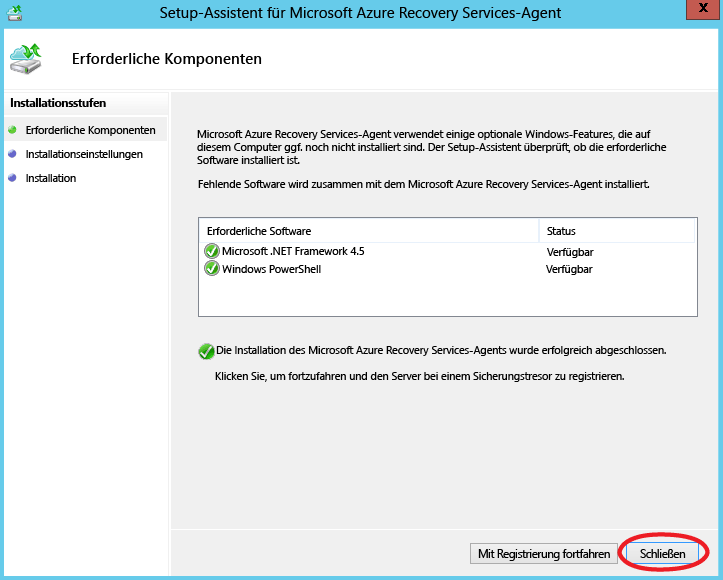 Setup-Assistent für Microsoft Azure Recovery Services-Agent
x
Erforderliche Komponenten
Installationsstufen
Erforderliche Komponenten
Installationseinstellungen
Installation
Microsoft Azure Recovery Services-Agent verwendet einige optionale Windows-Features, die auf
diesem Computer ggf. noch nicht installiert sind. Der Setup-Assistent überprüft, ob die erforderliche
Software installiert ist.
Fehlende Software wird zusammen mit dem Microsoft Azure Recovery Services-Agent installiert.
Erforderliche Software Status
Microsoft .NET Framework 4.5 Verfügbar
Windows PowerShell Verfügbar
Die Installation des Microsoft Azure Recovery Services-Agents wurde erfolgreich abgeschlossen.
Klicken Sie, um fortzufahren und den Server bei einem Sicherungstresor zu registrieren.
Mit Registrierung fortfahren Schließen